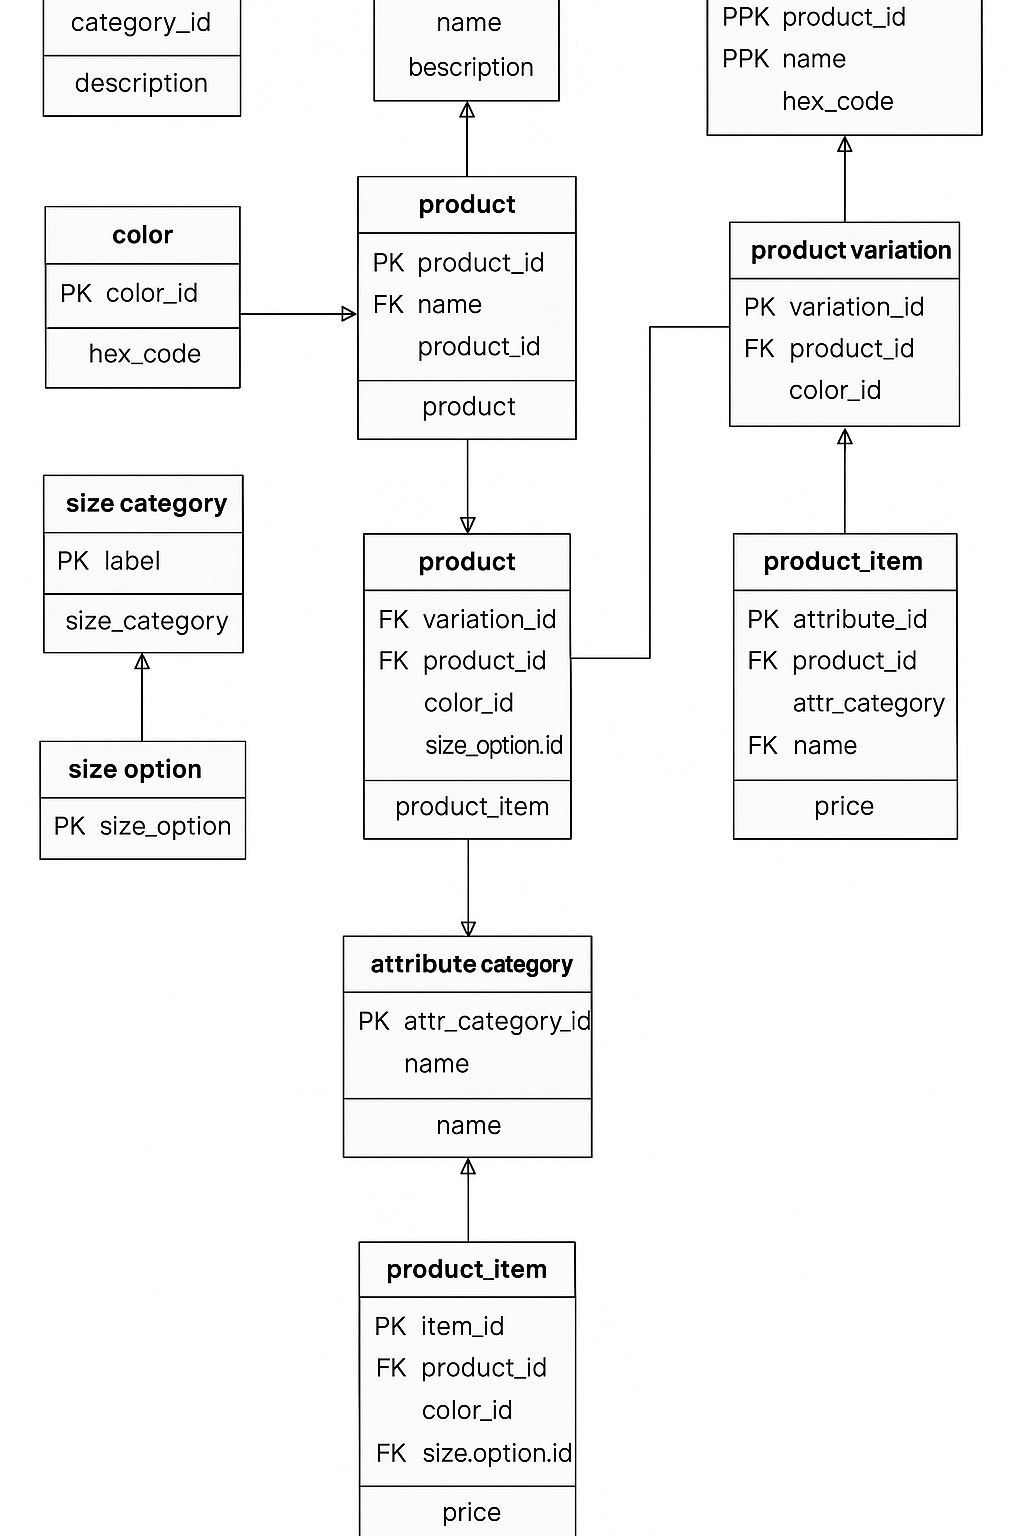 category_id
description
name
bescription
PPK product_id
PPK name
hex_code
color
PK color_id
hex_code
product
PK product_id
FK name
product_id
product
product variation
PK variation_id
FK product_id
color_id
size category
PK label
size_category
size option
PK size_option
product
FK variation_id
FK product_id
color_id
size_option.id
product_item
product_item
PK attribute_id
FK product_id
attr_category
FK name
price
attribute category
PK attr_category_id
name
name
product_item
PK item_id
FK product_id
color_id
FK size.option.id
price